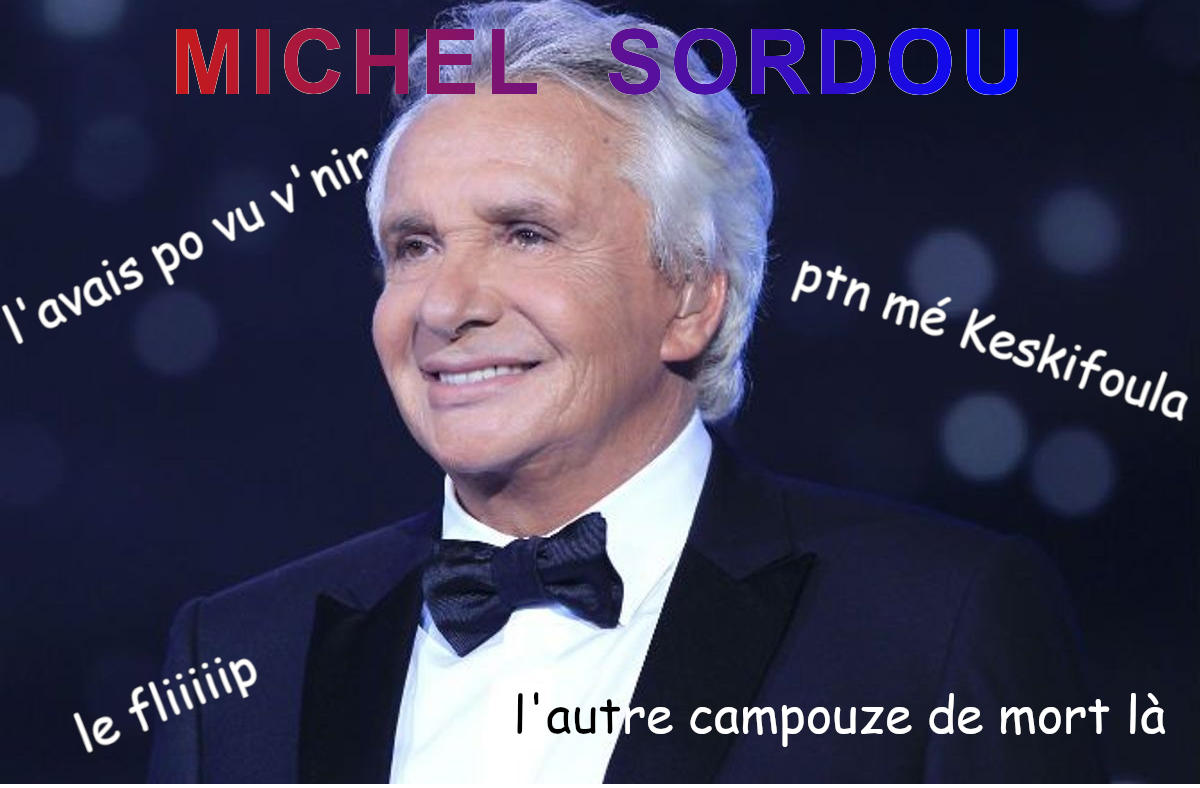 MICHEL SORDOU
l'avais po vu v'nir
ptn mé Keskifoula
le fliiiiip
l'autre campouze de mort là